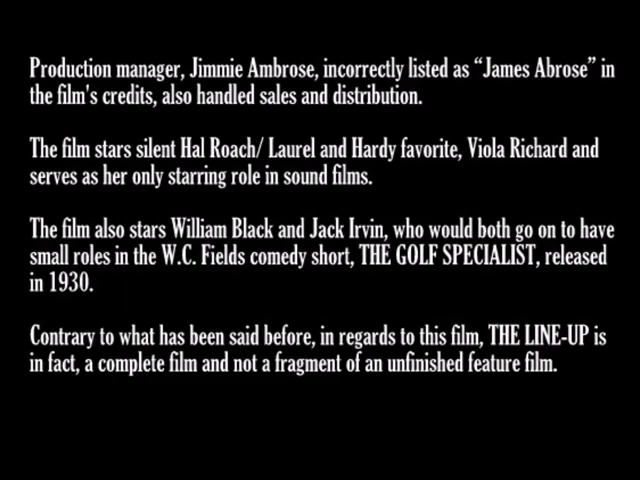 Production manager, Jimmie Ambrose, incorrectly listed as “James Abrose” in
the film's credits, also handled sales and distribution.
The film stars silent Hal Roach/ Laurel and Hardy favorite, Viola Richard and
serves as her only starring role in sound films.
The film also stars William Black and Jack Irvin, who would both go on to have
small roles in the W.C. Fields comedy short, THE GOLF SPECIALIST, released
in 1930.
Contrary to what has been said before, in regards to this film, THE LINE-UP is
in fact, a complete film and not a fragment of an unfinished feature film.